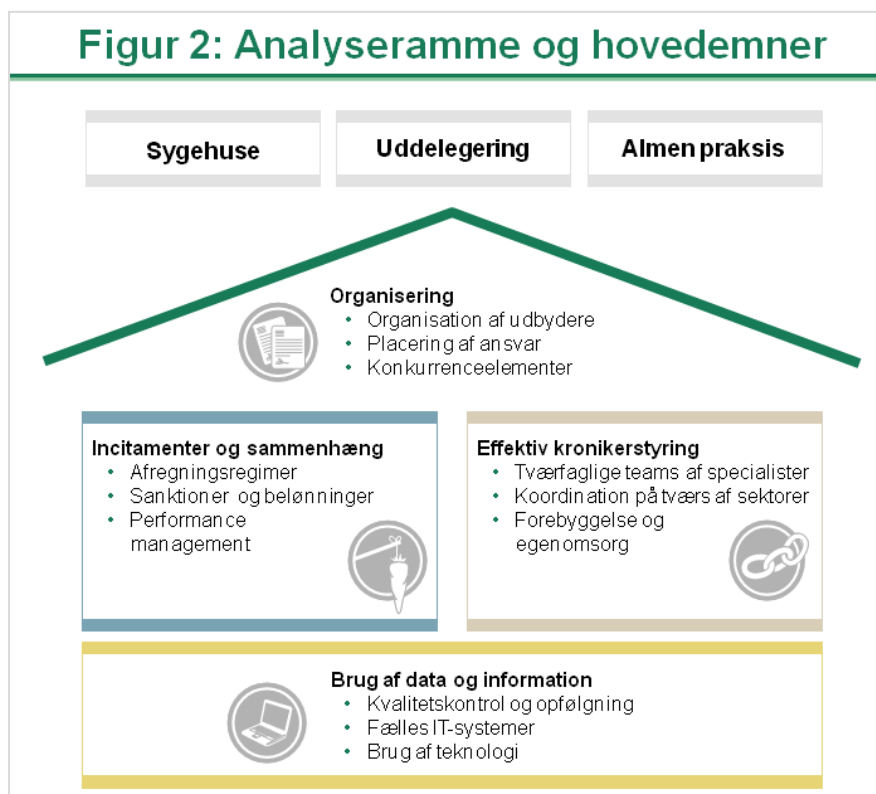 Figur 2: Analyseramme og hovedemner
Sygehuse
Uddelegering
Almen praksis
Organisering
• Organisation af udbydere
• Placering af ansvar
• Konkurrenceelementer
Incitamenter og sammenhæng
• Afregningsregimer
• Sanktioner og belønninger
• Performance
management
Effektiv kronikerstyring
• Tværfaglige teams af specialister
• Koordination på tværs af sektorer
• Forebyggelse og
egenomsorg
Brug af data og information
• Kvalitetskontrol og opfølgning
• Fælles IT-systemer
• Brug af teknologi